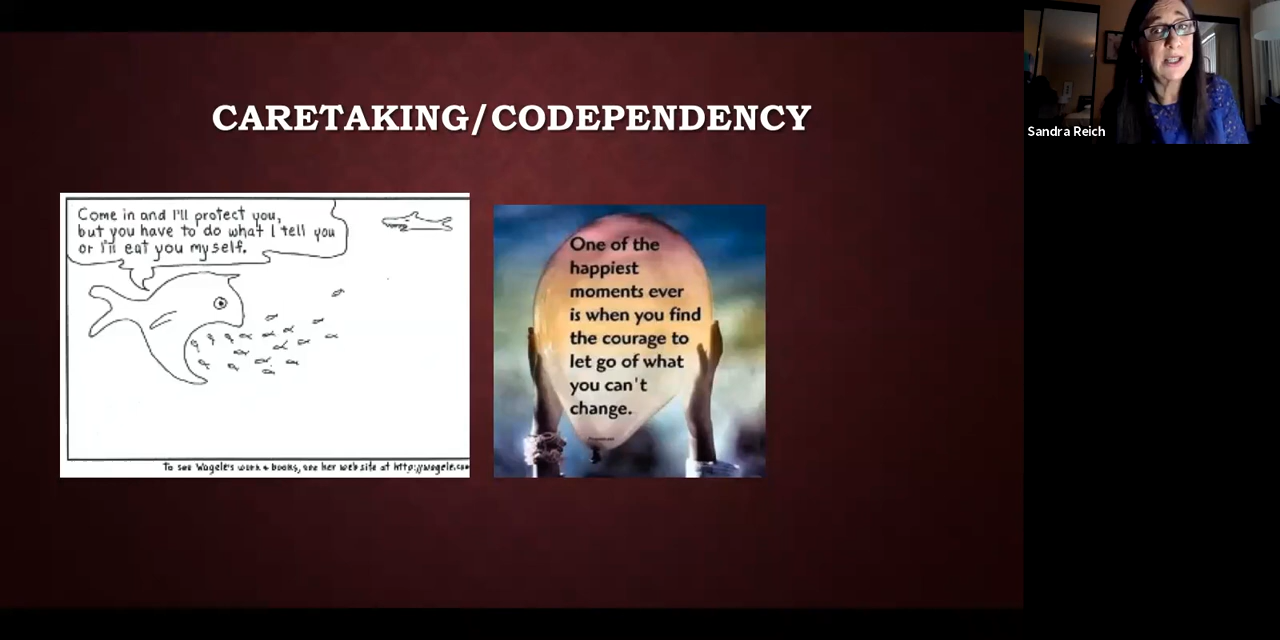 CARETAKING/CODEPENDENCY
Come in and I'll protect you,
but you have to do what I tell you
or I'll eat you myself.
To see Wagele's work & books, see her web site at http://wagele.co
One of the
happiest
moments ever
is when you find
the courage to
let go of what
you can't
change.
Sandra Reich